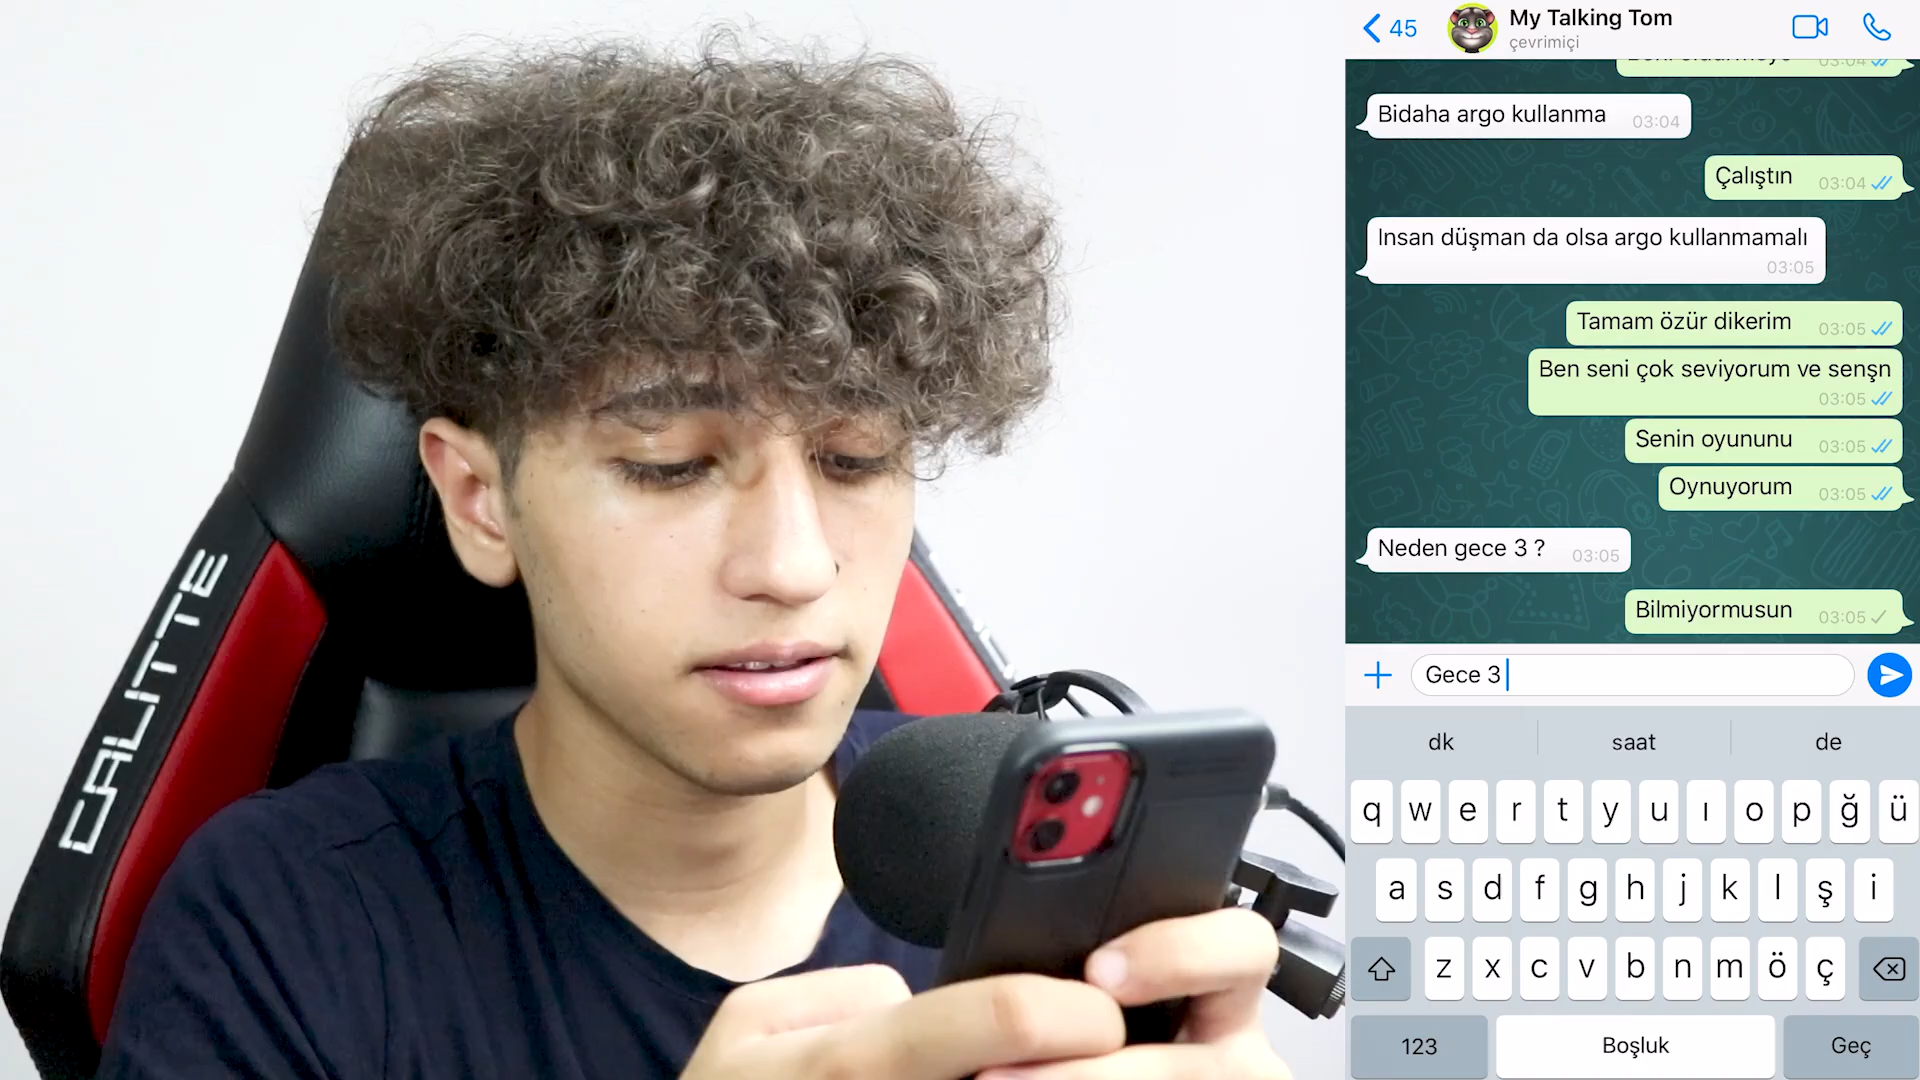 CALITTE
45
My Talking Tom
çevrimiçi
03:04
Bidaha argo kullanma 03:04
Çalıştın 03:04
Insan düşman da olsa argo kullanmamalı
03:05
Tamam özür dikerim 03:05
Ben seni çok seviyorum ve senşn
03:05
Senin oyununu 03:05
Oynuyorum 03:05
Neden gece 3 ? 03:05
Bilmiyormusun 03:05
Gece 3
dk saat de
q w e r t y u ı o p ğ ü
a s d f g h j k l ş i
z x c v b n m ö ç
123 Boşluk Geç